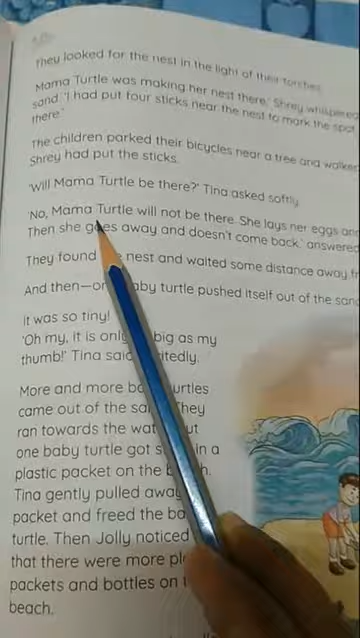 They looked for the nest in the light of their torches.
Mama Turtle was making her nest there,' Shrey whispered
sand. 'I had put four sticks near the nest to mark the spot
there.'
The children parked their bicycles near a tree and walked
Shrey had put the sticks.
'Will Mama Turtle be there?' Tina asked softly.
'No, Mama Turtle will not be there. She lays her eggs
Then she goes away and doesn't come back,' answered
They found nest and waited some distance away
And then—one baby turtle pushed itself out of the sand
It was so tiny!
'Oh my, it is only big as my
thumb!' Tina said excitedly.
More and more baby turtles
came out of the sand. They
ran towards the water. But
one baby turtle got in a
plastic packet on the beach.
Tina gently pulled away
packet and freed the baby
turtle. Then Jolly noticed
that there were more
packets and bottles on
beach.